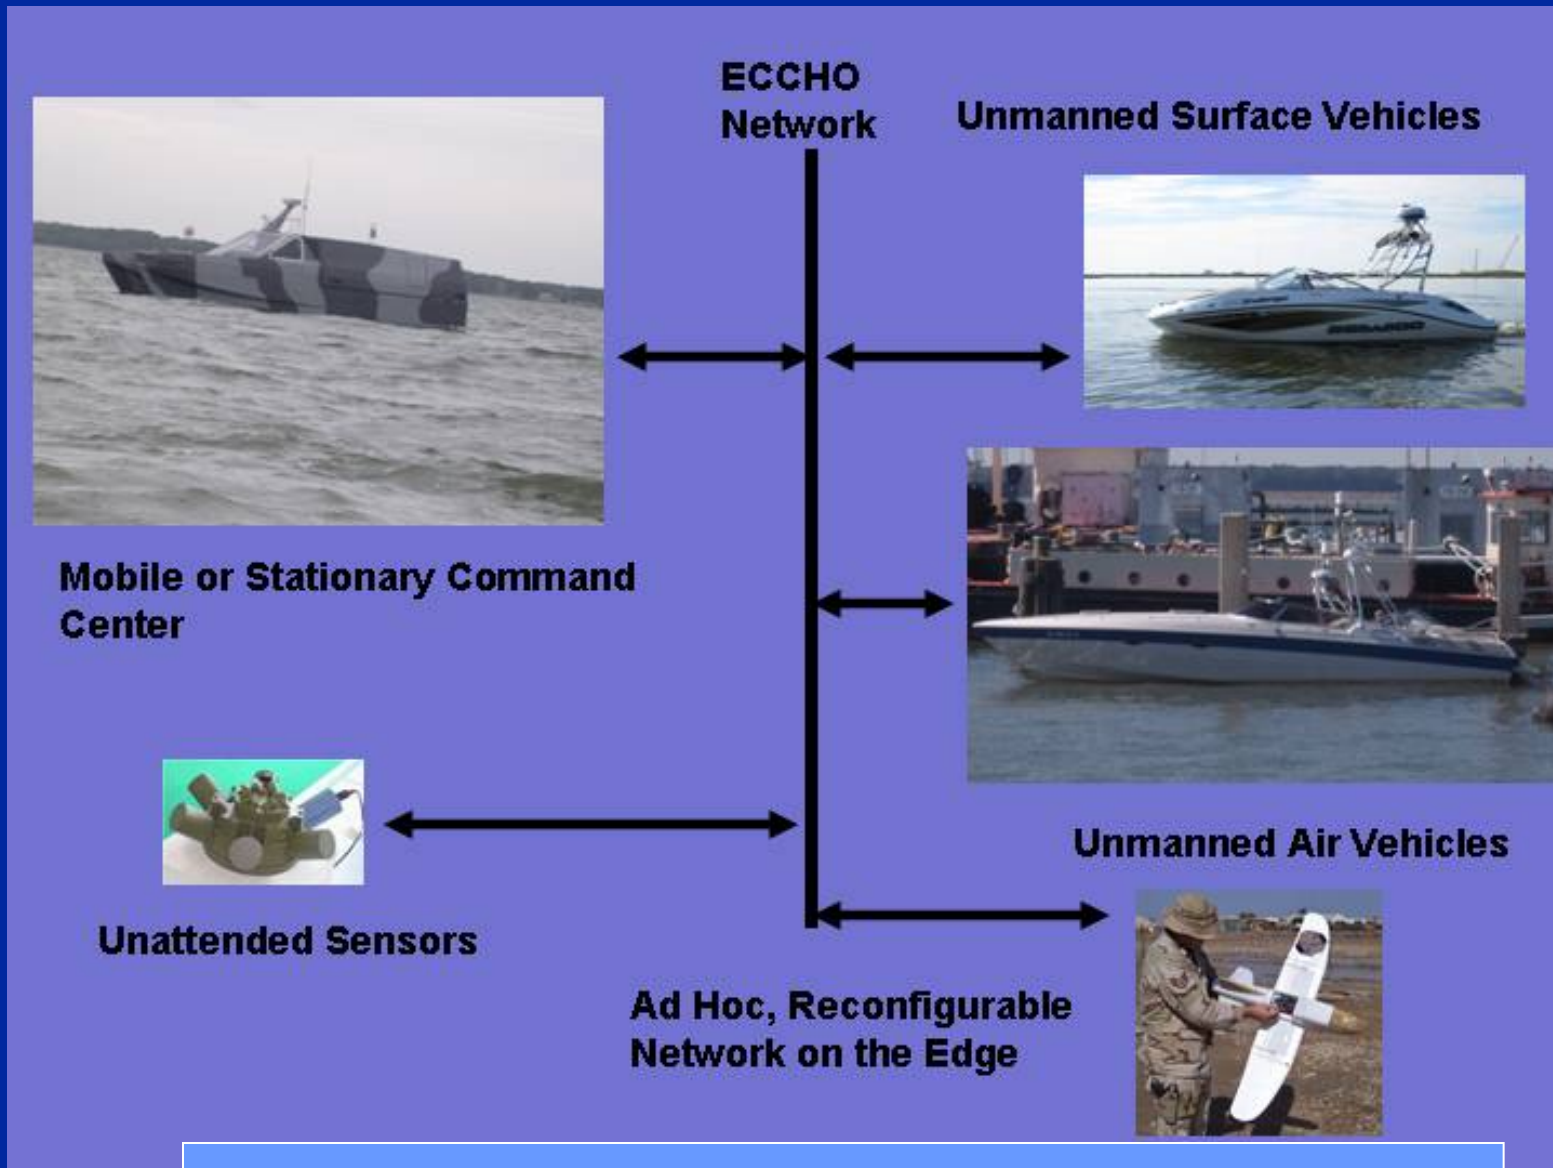 ECCHO
Network
Unmanned Surface Vehicles
SEADOO
Mobile or Stationary Command
Center
Unmanned Air Vehicles
Unattended Sensors
Ad Hoc, Reconfigurable
Network on the Edge